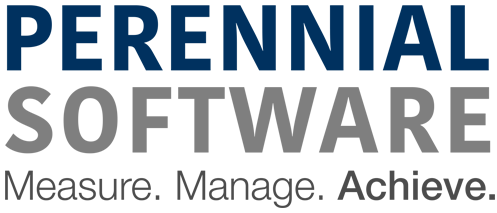 PERENNIAL
SOFTWARE
Measure. Manage. Achieve.